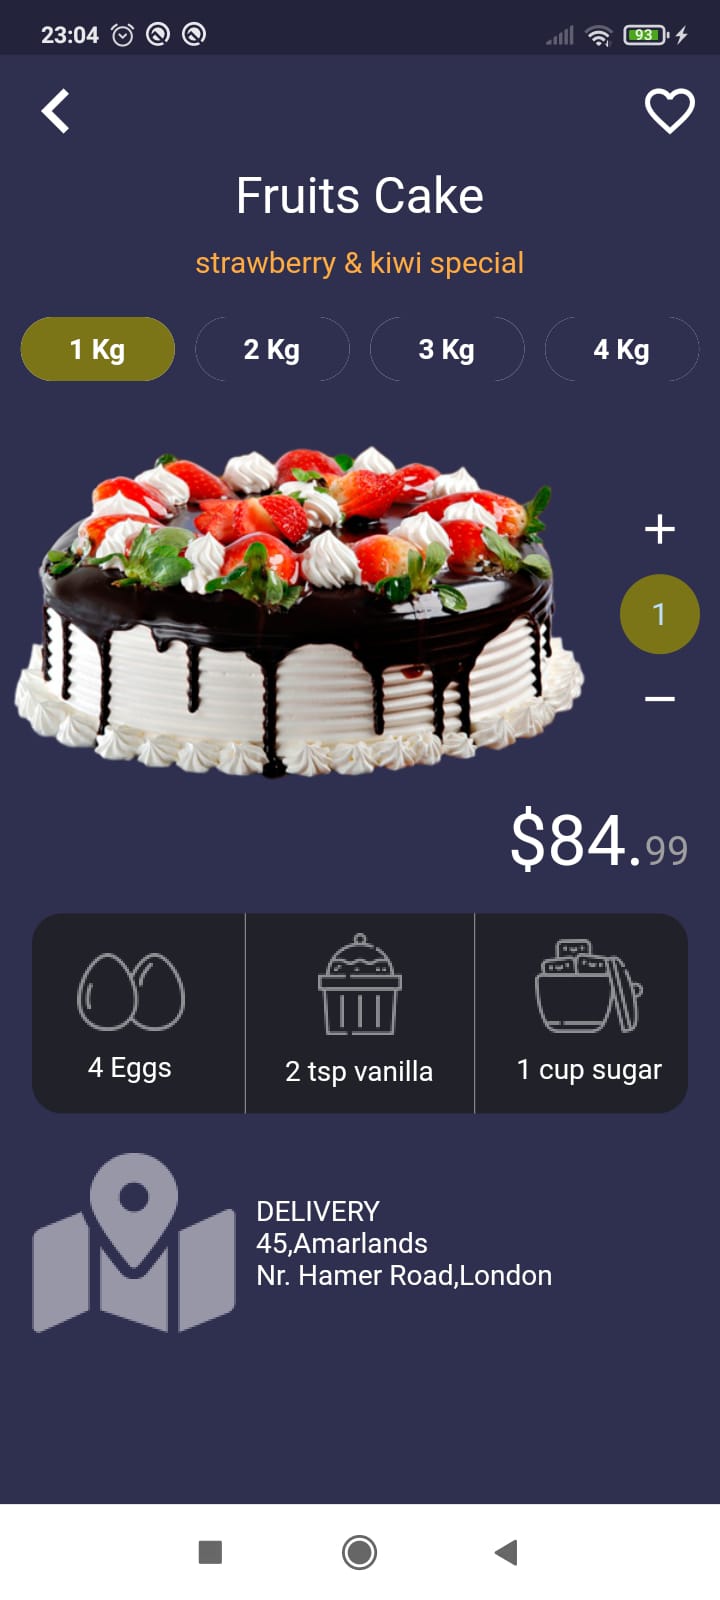 23:04
93
Fruits Cake
strawberry & kiwi special
1 Kg 2 Kg 3 Kg 4 Kg
+
1
−
$84.99
4 Eggs 2 tsp vanilla 1 cup sugar
DELIVERY
45,Amarlands
Nr. Hamer Road,London